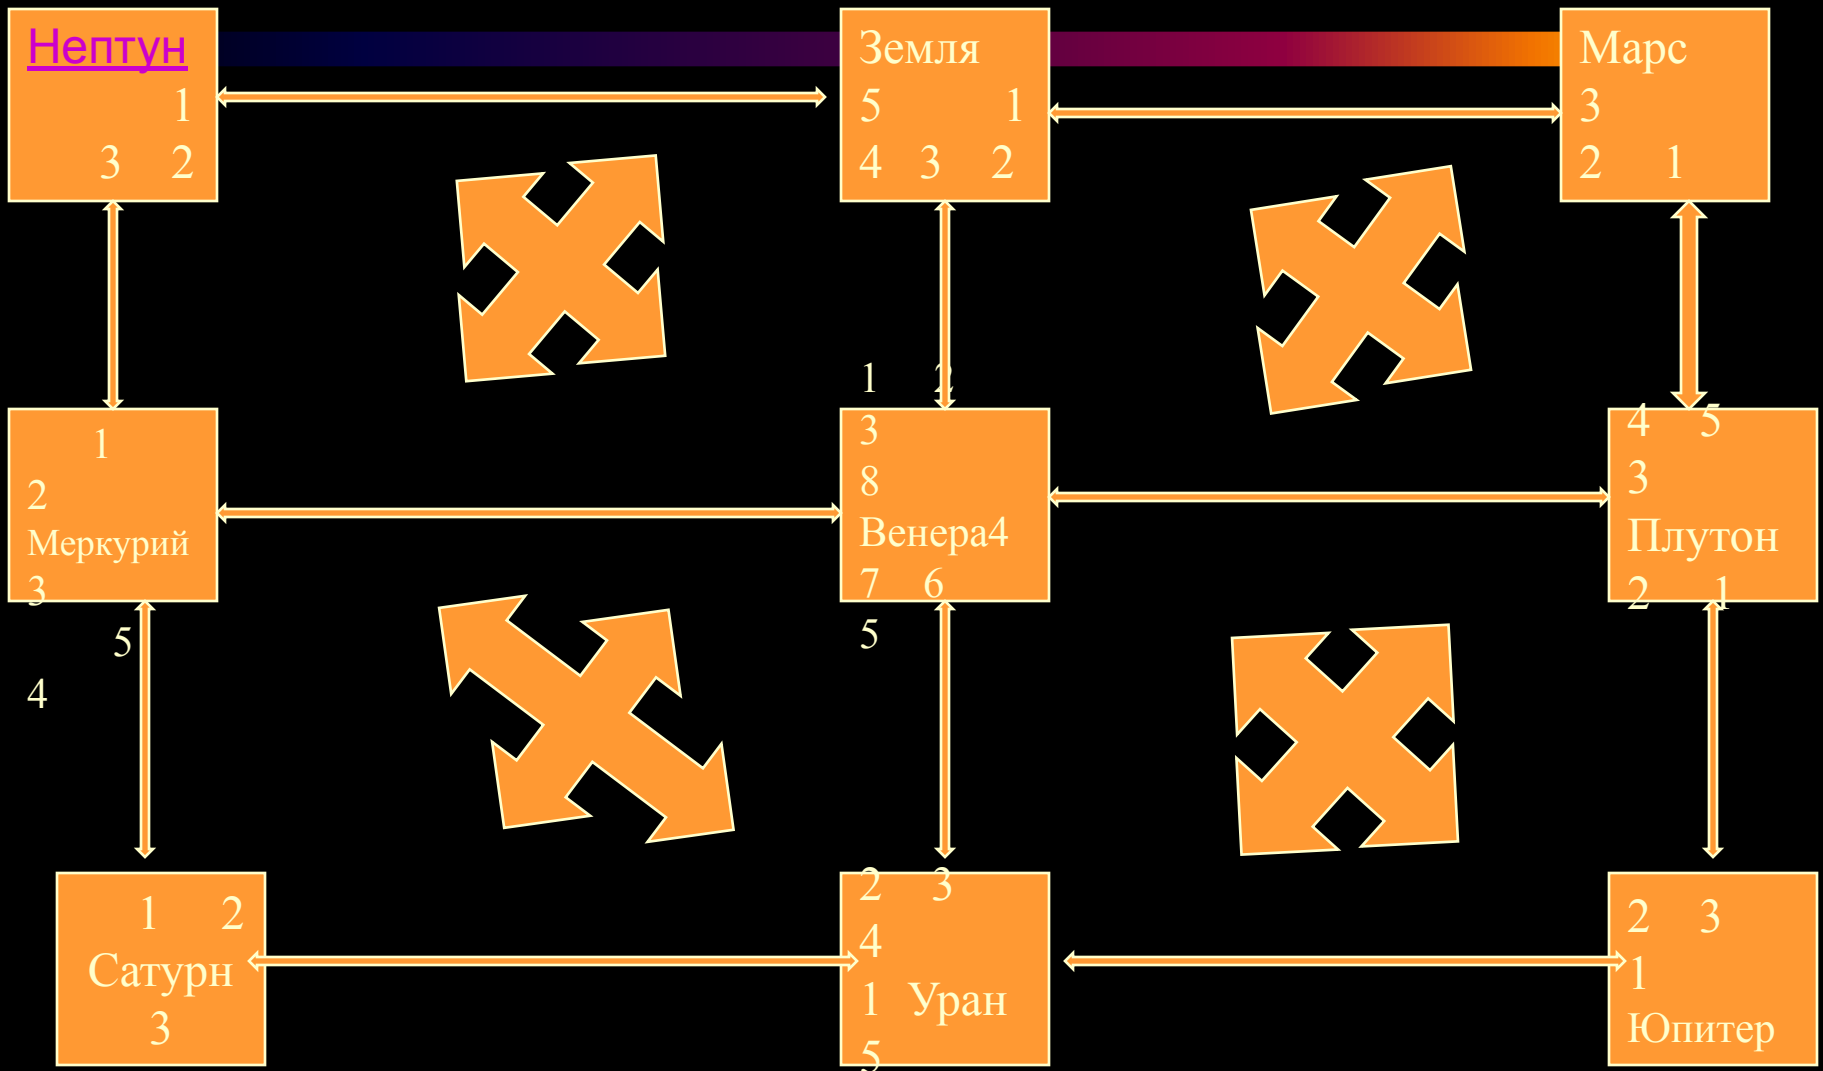 Нептун
1
3 2
Земля
5 1
4 3 2
Марс
3
2 1
1
2
Меркурий
3
5
4
1 2
3
8
Венера4
7 6
5
4 5
3
Плутон
2 1
1 2
Сатурн
3
2 3
4
1 Уран
5
2 3
1
Юпитер